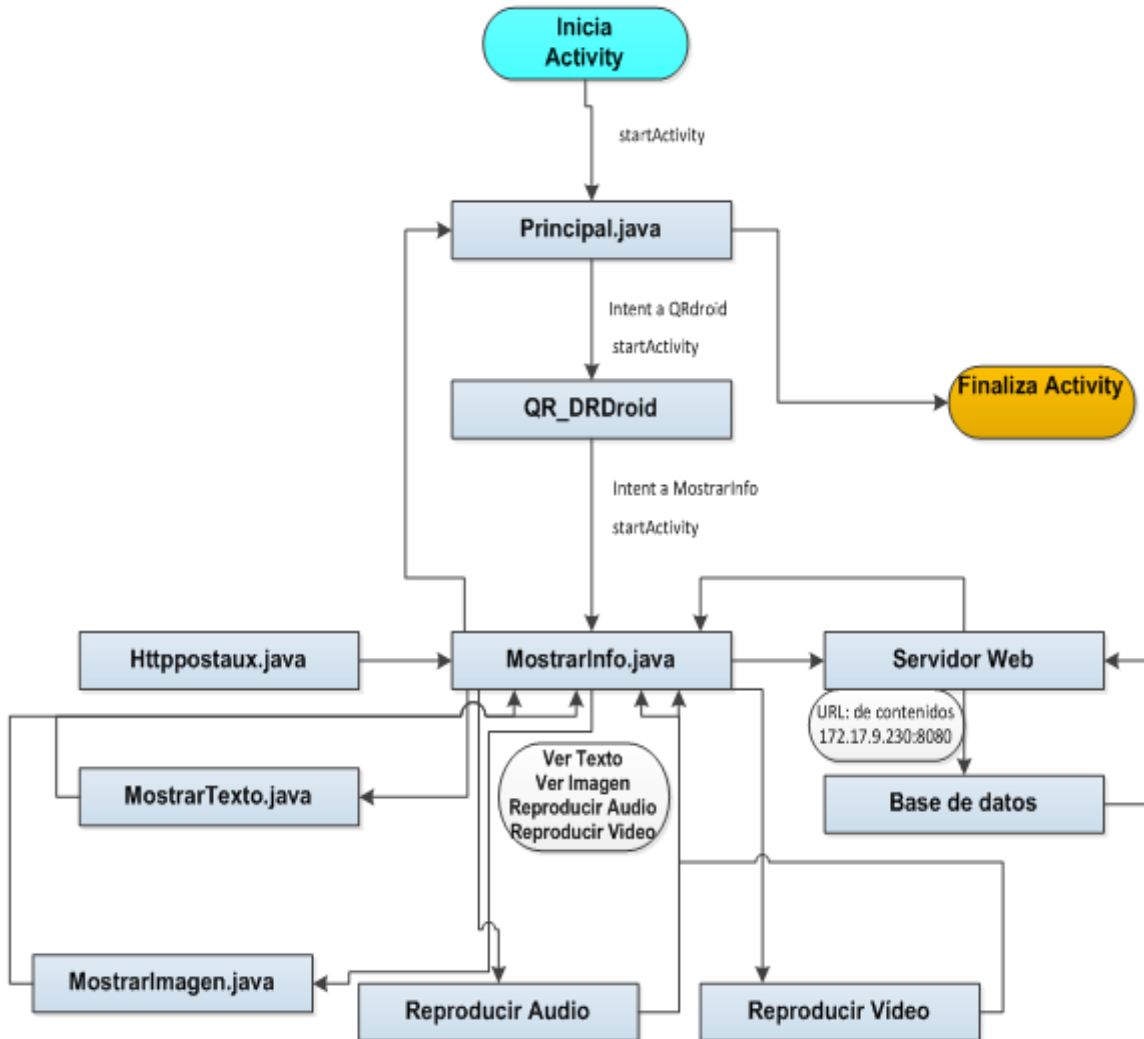 Inicia
Activity
startActivity
Principal.java
Intent a QRdroid
startActivity
Finaliza Activity
QR_DRDroid
Intent a MostrarInfo
startActivity
Httppostaux.java
MostrarInfo.java
Servidor Web
URL: de contenidos
172.17.9.230:8080
Ver Texto
Ver Imagen
Reproducir Audio
Reproducir Video
MostrarTexto.java
Base de datos
MostrarImagen.java
Reproducir Audio
Reproducir Vídeo